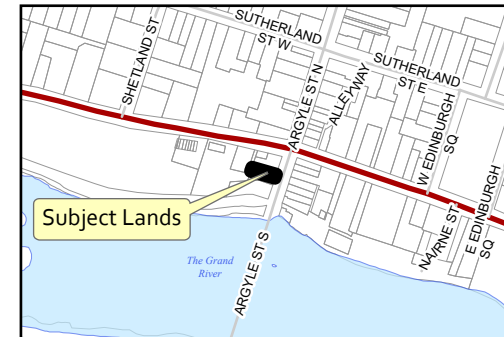 SUTHERLAND
ST W
SHETLAND ST
ARGYLE ST N
ALLEYWAY
SUTHERLAND
ST E
W EDINBURGH
SQ
Subject Lands
NAIRNE ST
E EDINBURGH
SQ
The Grand
River
ARGYLE ST S